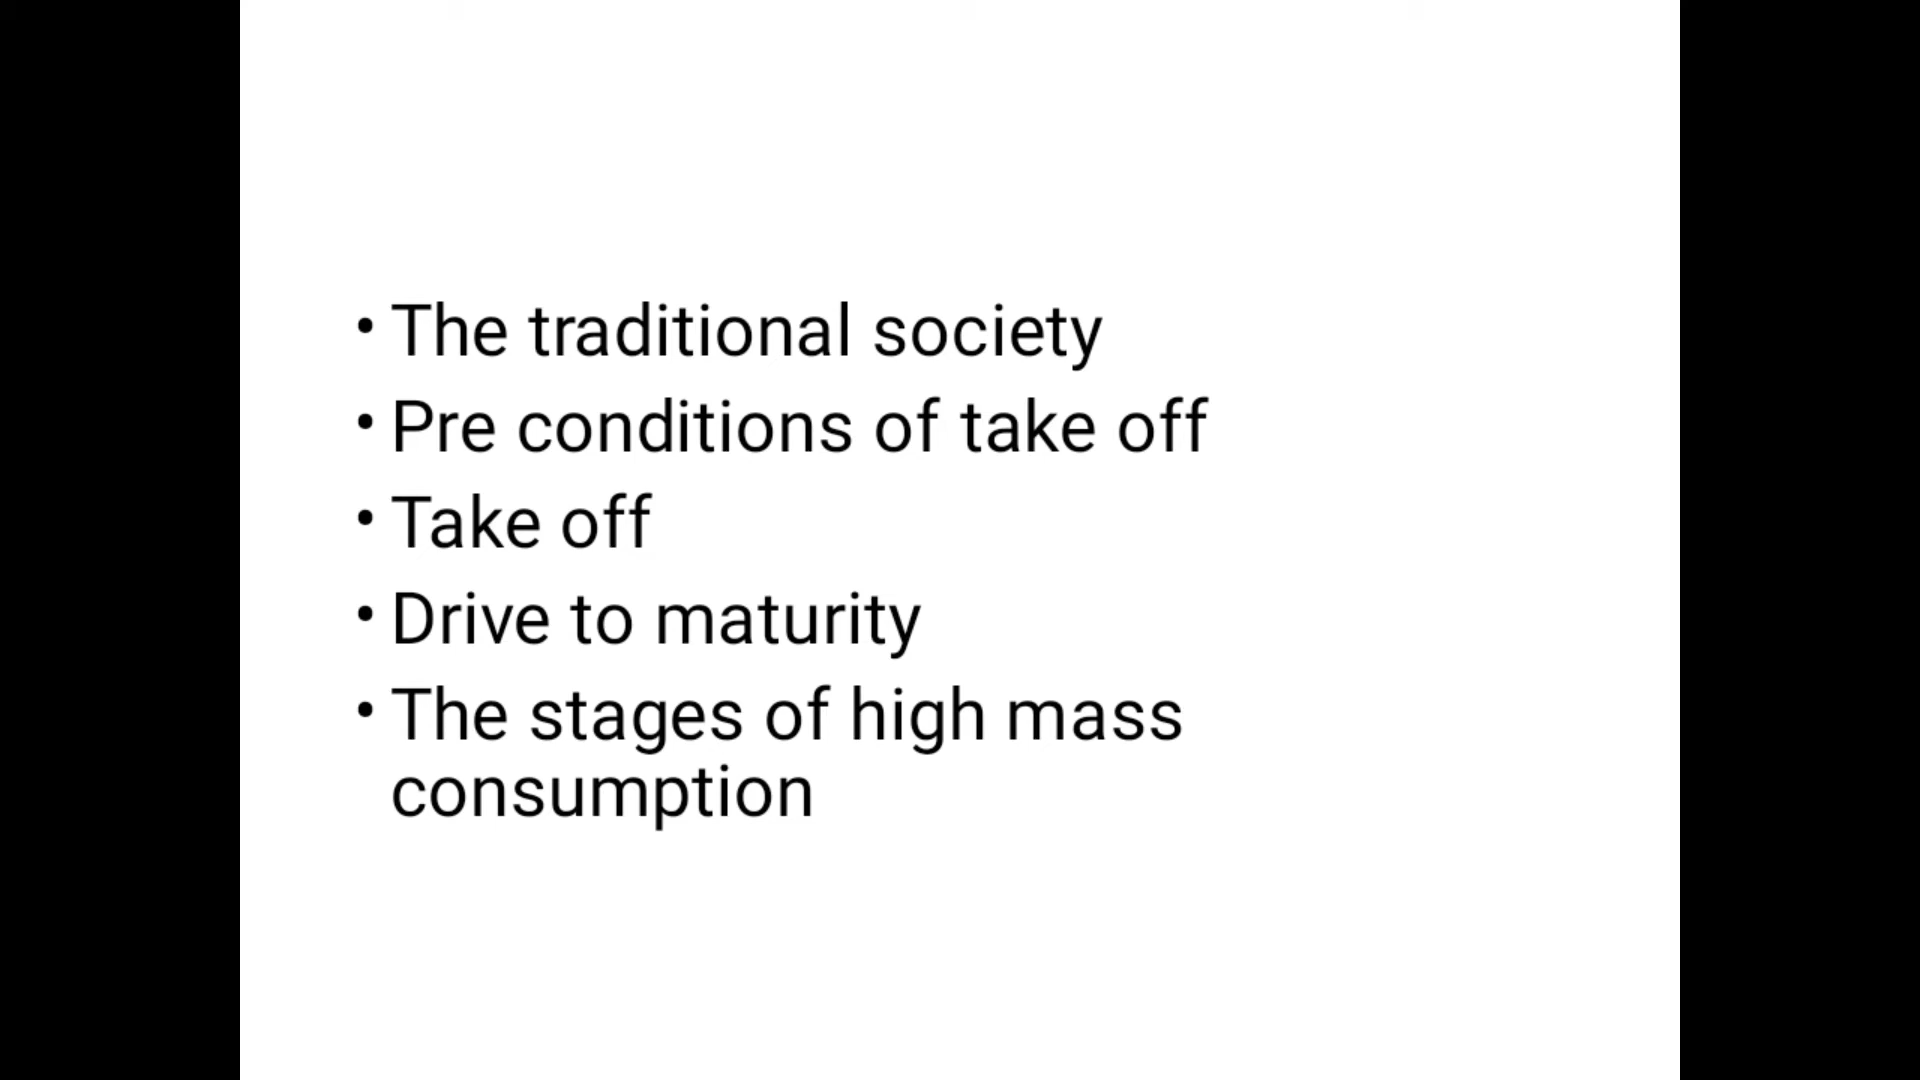 • The traditional society
• Pre conditions of take off
• Take off
• Drive to maturity
• The stages of high mass
consumption